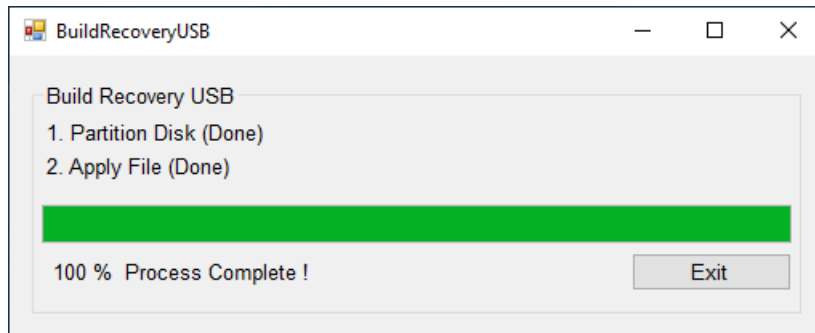 BuildRecoveryUSB
Build Recovery USB
1. Partition Disk (Done)
2. Apply File (Done)
100 %  Process Complete !
Exit